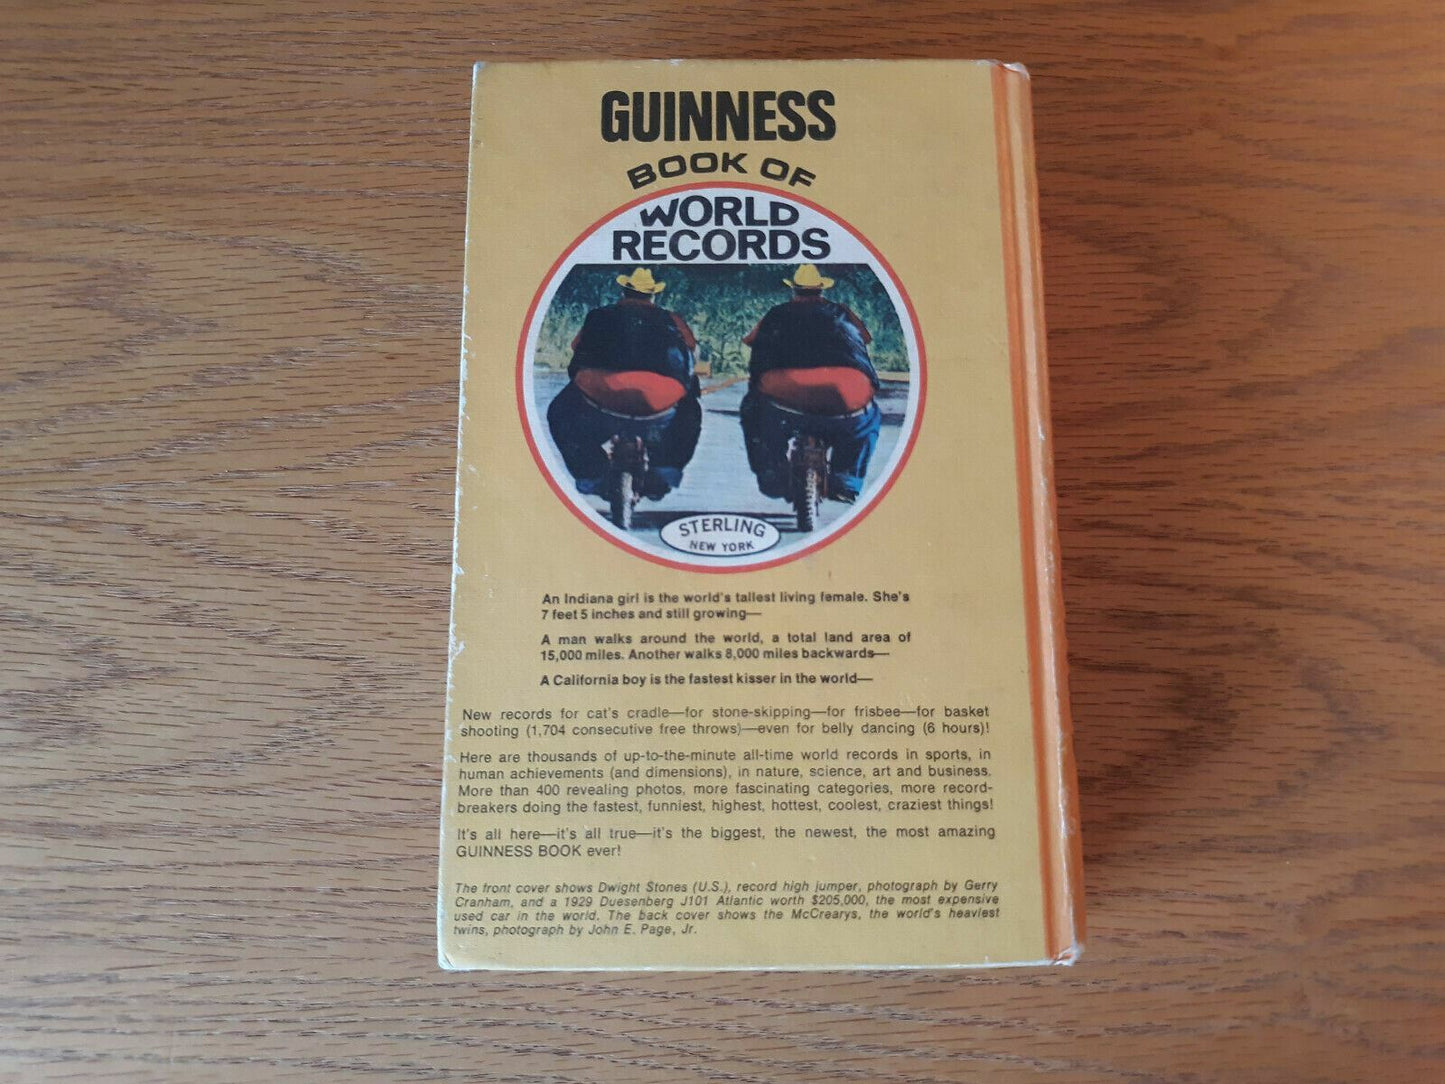 GUINNESS
BOOK OF
WORLD
RECORDS
STERLING
NEW YORK
An Indiana girl is the world's tallest living female. She's
7 feet 5 inches and still growing—
A man walks around the world, a total land area of
15,000 miles. Another walks 8,000 miles backwards—
A California boy is the fastest kisser in the world—
New records for cat's cradle—for stone-skipping—for frisbee—for basket
shooting (1,704 consecutive free throws)—even for belly dancing (6 hours)!
Here are thousands of up-to-the-minute all-time world records in sports, in
human achievements (and dimensions), in nature, science, art and business.
More than 400 revealing photos, more fascinating categories, more record-
breakers doing the fastest, funniest, highest, hottest, coolest, craziest things!
It's all here—it's all true—it's the biggest, the newest, the most amazing
GUINNESS BOOK ever!
The front cover shows Dwight Stones (U.S.), record high jumper, photograph by Gerry
Cranham, and a 1929 Duesenberg J101 Atlantic worth $205,000, the most expensive
used car in the world. The back cover shows the McCrearys, the world's heaviest
twins, photograph by John E. Page, Jr.